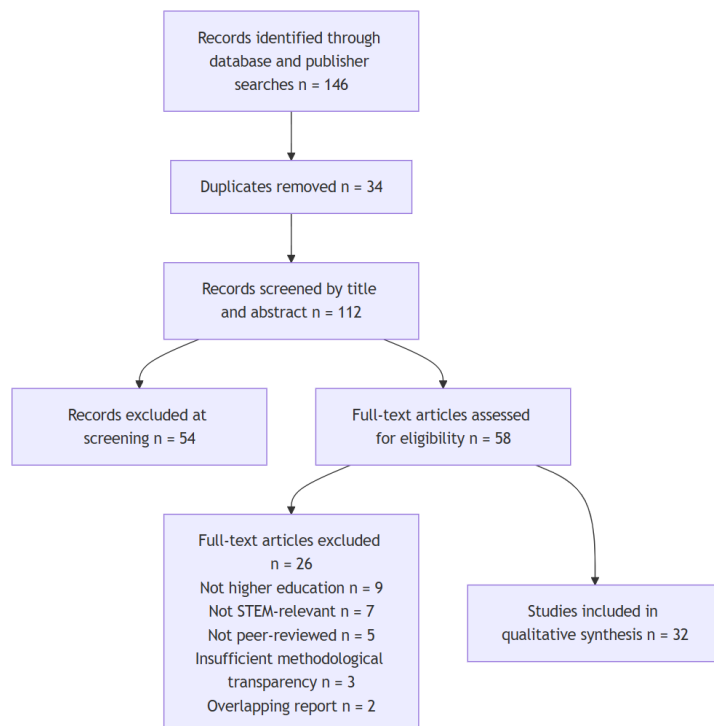 Records identified through
database and publisher
searches n = 146
Duplicates removed n = 34
Records screened by title
and abstract n = 112
Records excluded at
screening n = 54
Full-text articles assessed
for eligibility n = 58
Full-text articles excluded
n = 26
Not higher education n = 9
Not STEM-relevant n = 7
Not peer-reviewed n = 5
Insufficient methodological
transparency n = 3
Overlapping report n = 2
Studies included in
qualitative synthesis n = 32